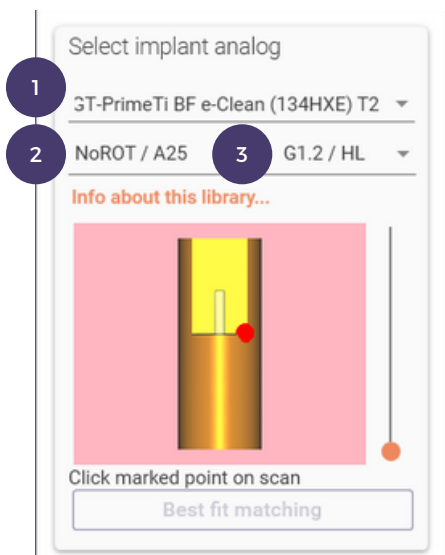 Select implant analog
1
GT-PrimeTi BF e-Clean (134HXE) T2
2 NoROT / A25 3 G1.2 / HL
Info about this library...
Click marked point on scan
Best fit matching